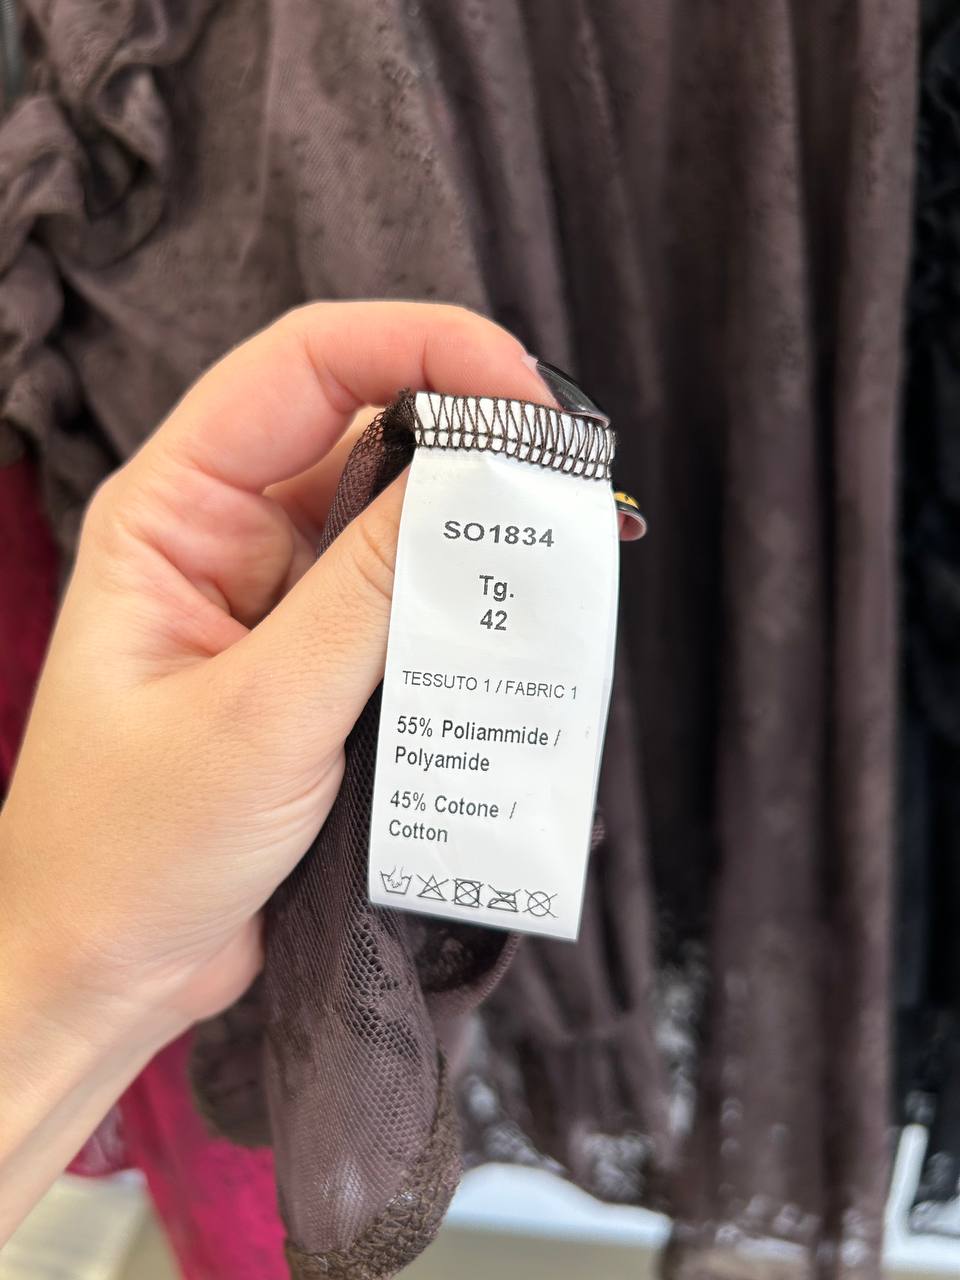 SO1834
Tg.
42
TESSUTO 1 / FABRIC 1
55% Poliammide /
Polyamide
45% Cotone /
Cotton